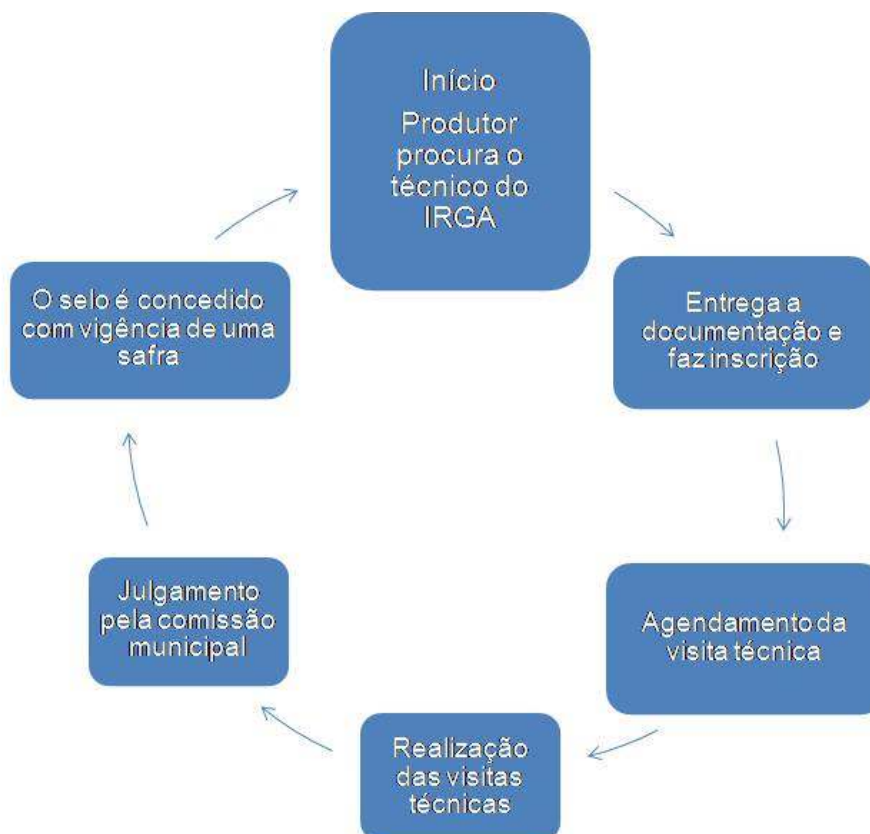 Início
Produtor
procura o
técnico do
IRGA
Entrega a
documentação e
faz inscrição
Agendamento da
visita técnica
Realização
das visitas
técnicas
Julgamento
pela comissão
municipal
O selo é concedido
com vigência de uma
safra